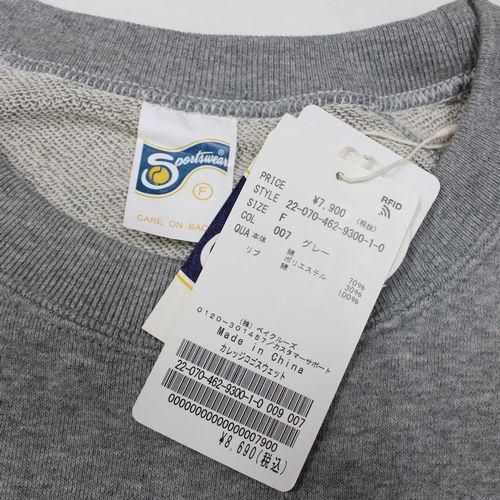 Sportswear
F
CARE ON BAC
RFID
PRICE ¥7,900 (税抜)
STYLE 22-070-462-9300-1-0
SIZE F
COL 007 グレー
QUA 本体 綿 70%
ポリエステル 30%
リブ 綿 100%
(株)ベイクルーズ
0120-301457/カスタマーサポート
Made in China
カレッジロゴスウェット
22-070-462-9300-1-0 009 007
¥8,690(税込)